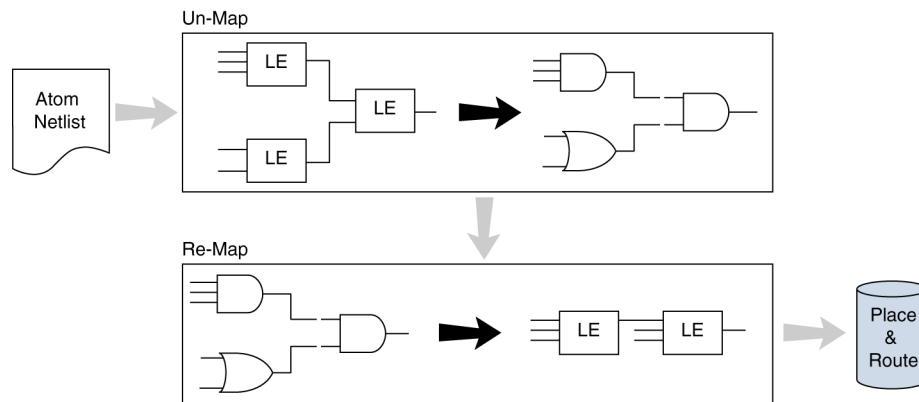 Un-Map
Atom
Netlist
LE
LE
LE
Re-Map
LE
LE
Place
&
Route